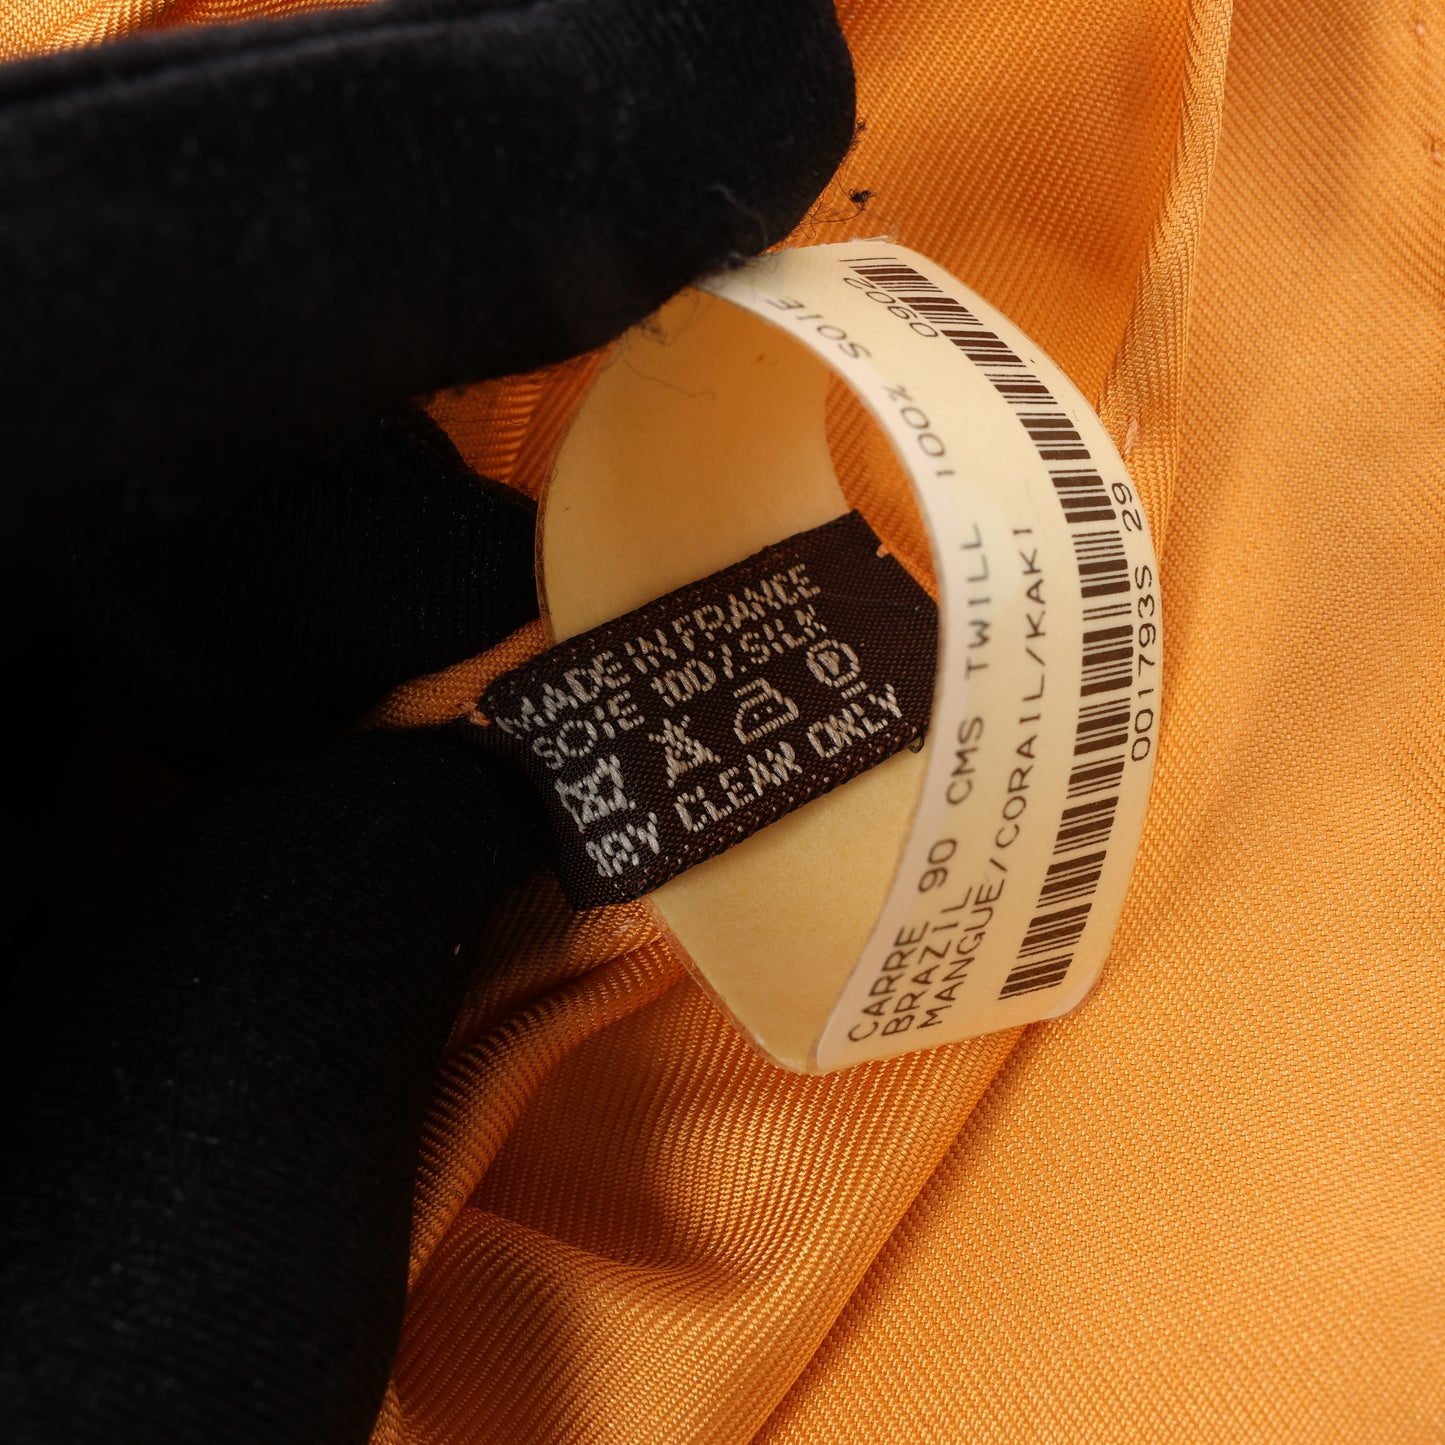 MADE IN FRANCE
SOIE 100% SILK
P
DRY CLEAN ONLY
CARRE 90 CMS TWILL 100% SOIE
BRAZIL
MANGUE/CORAIL/KAKI
0902
001793S 29